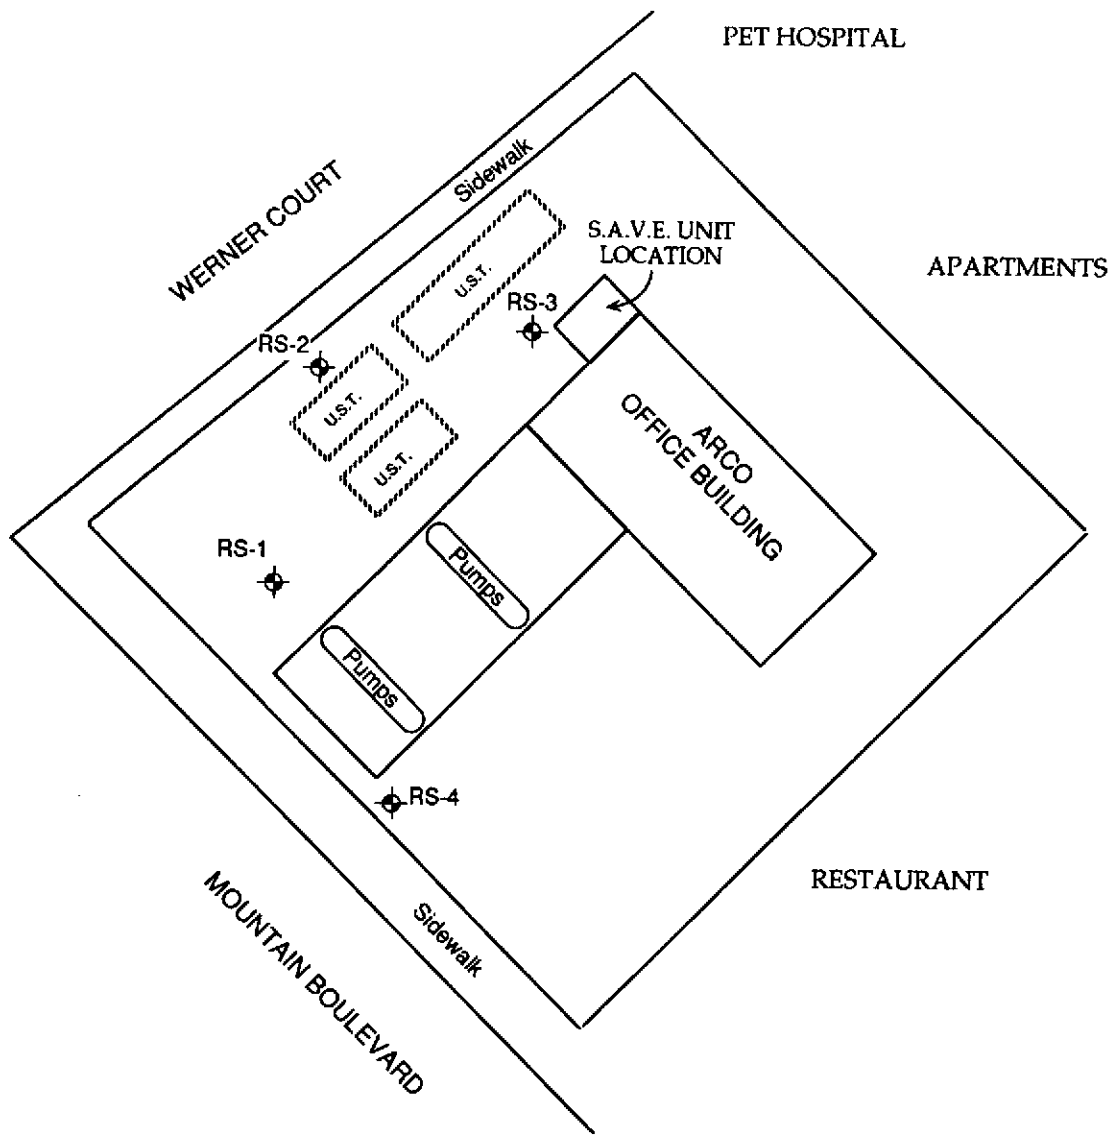 PET HOSPITAL
Sidewalk
WERNER COURT
S.A.V.E. UNIT
LOCATION
APARTMENTS
U.S.T.
RS-3
RS-2
U.S.T.
U.S.T.
ARCO
OFFICE BUILDING
RS-1
Pumps
Pumps
RS-4
RESTAURANT
Sidewalk
MOUNTAIN BOULEVARD